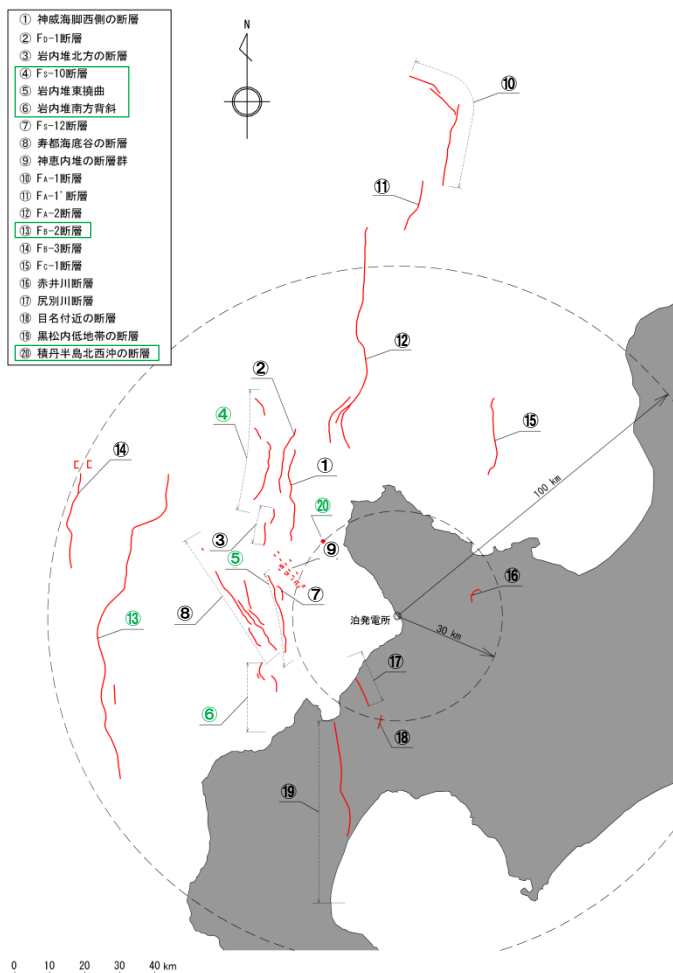 ① 神威海脚西側の断層
② FD-1断層
③ 岩内堆北方の断層
④ FS-10断層
⑤ 岩内堆東撓曲
⑥ 岩内堆南方背斜
⑦ FS-12断層
⑧ 寿都海底谷の断層
⑨ 神恵内堆の断層群
⑩ FA-1断層
⑪ FA-1'断層
⑫ FA-2断層
⑬ FB-2断層
⑭ FB-3断層
⑮ FC-1断層
⑯ 赤井川断層
⑰ 尻別川断層
⑱ 目名付近の断層
⑲ 黒松内低地帯の断層
⑳ 積丹半島北西沖の断層
N
⑩
⑪
⑫
②
④
⑮
⑭
①
100 km
⑳
③
⑨
⑤
⑯
⑦
⑧
泊発電所
⑬
30 km
⑰
⑥
⑱
⑲
0 10 20 30 40 km